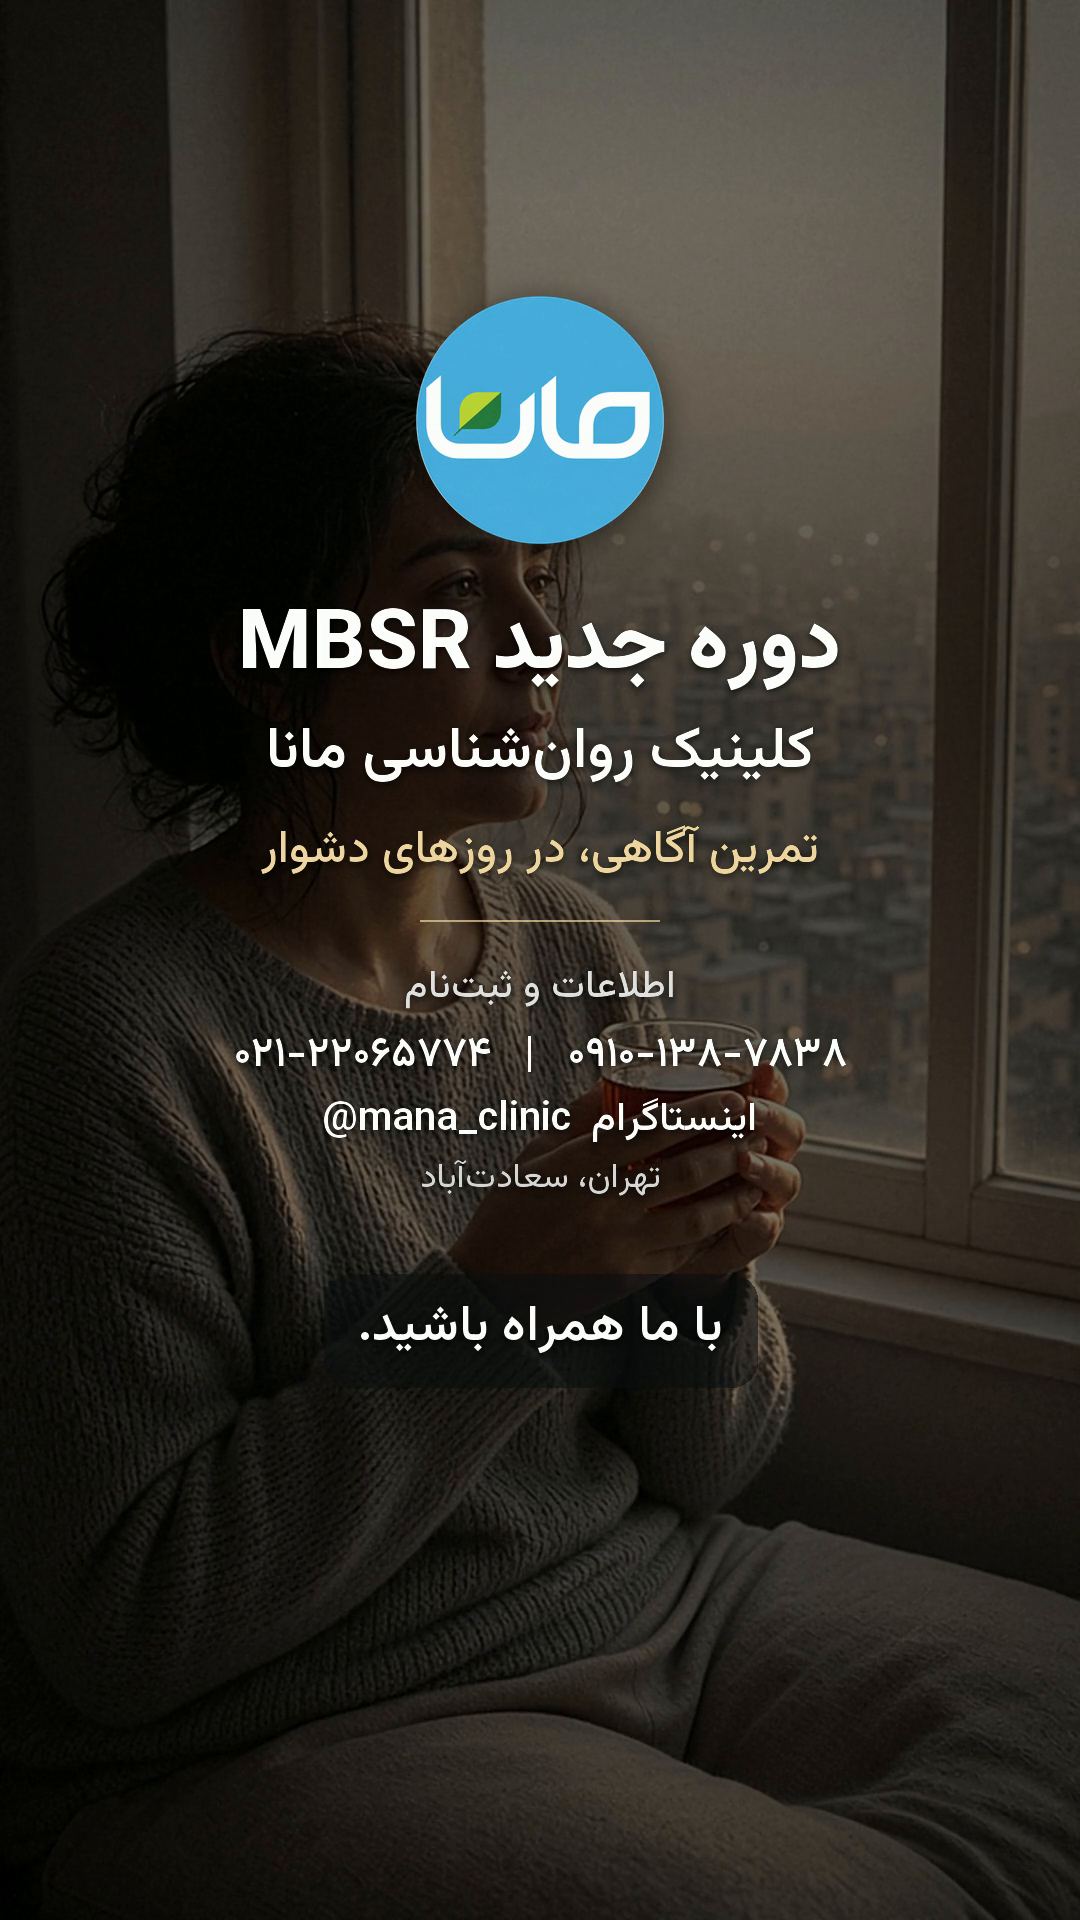 مانا
دوره جدید MBSR
کلینیک روان‌شناسی مانا
تمرین آگاهی، در روزهای دشوار
اطلاعات و ثبت‌نام
۰۲۱-۲۲۰۶۵۷۷۴ | ۰۹۱۰-۱۳۸-۷۸۳۸
اینستاگرام @mana_clinic
تهران، سعادت‌آباد
با ما همراه باشید.